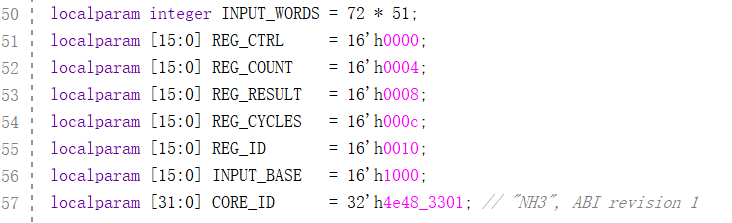 50 localparam integer INPUT_WORDS = 72 * 51;
51 localparam [15:0] REG_CTRL     = 16'h0000;
52 localparam [15:0] REG_COUNT    = 16'h0004;
53 localparam [15:0] REG_RESULT   = 16'h0008;
54 localparam [15:0] REG_CYCLES   = 16'h000c;
55 localparam [15:0] REG_ID       = 16'h0010;
56 localparam [15:0] INPUT_BASE   = 16'h1000;
57 localparam [31:0] CORE_ID      = 32'h4e48_3301; // "NH3", ABI revision 1